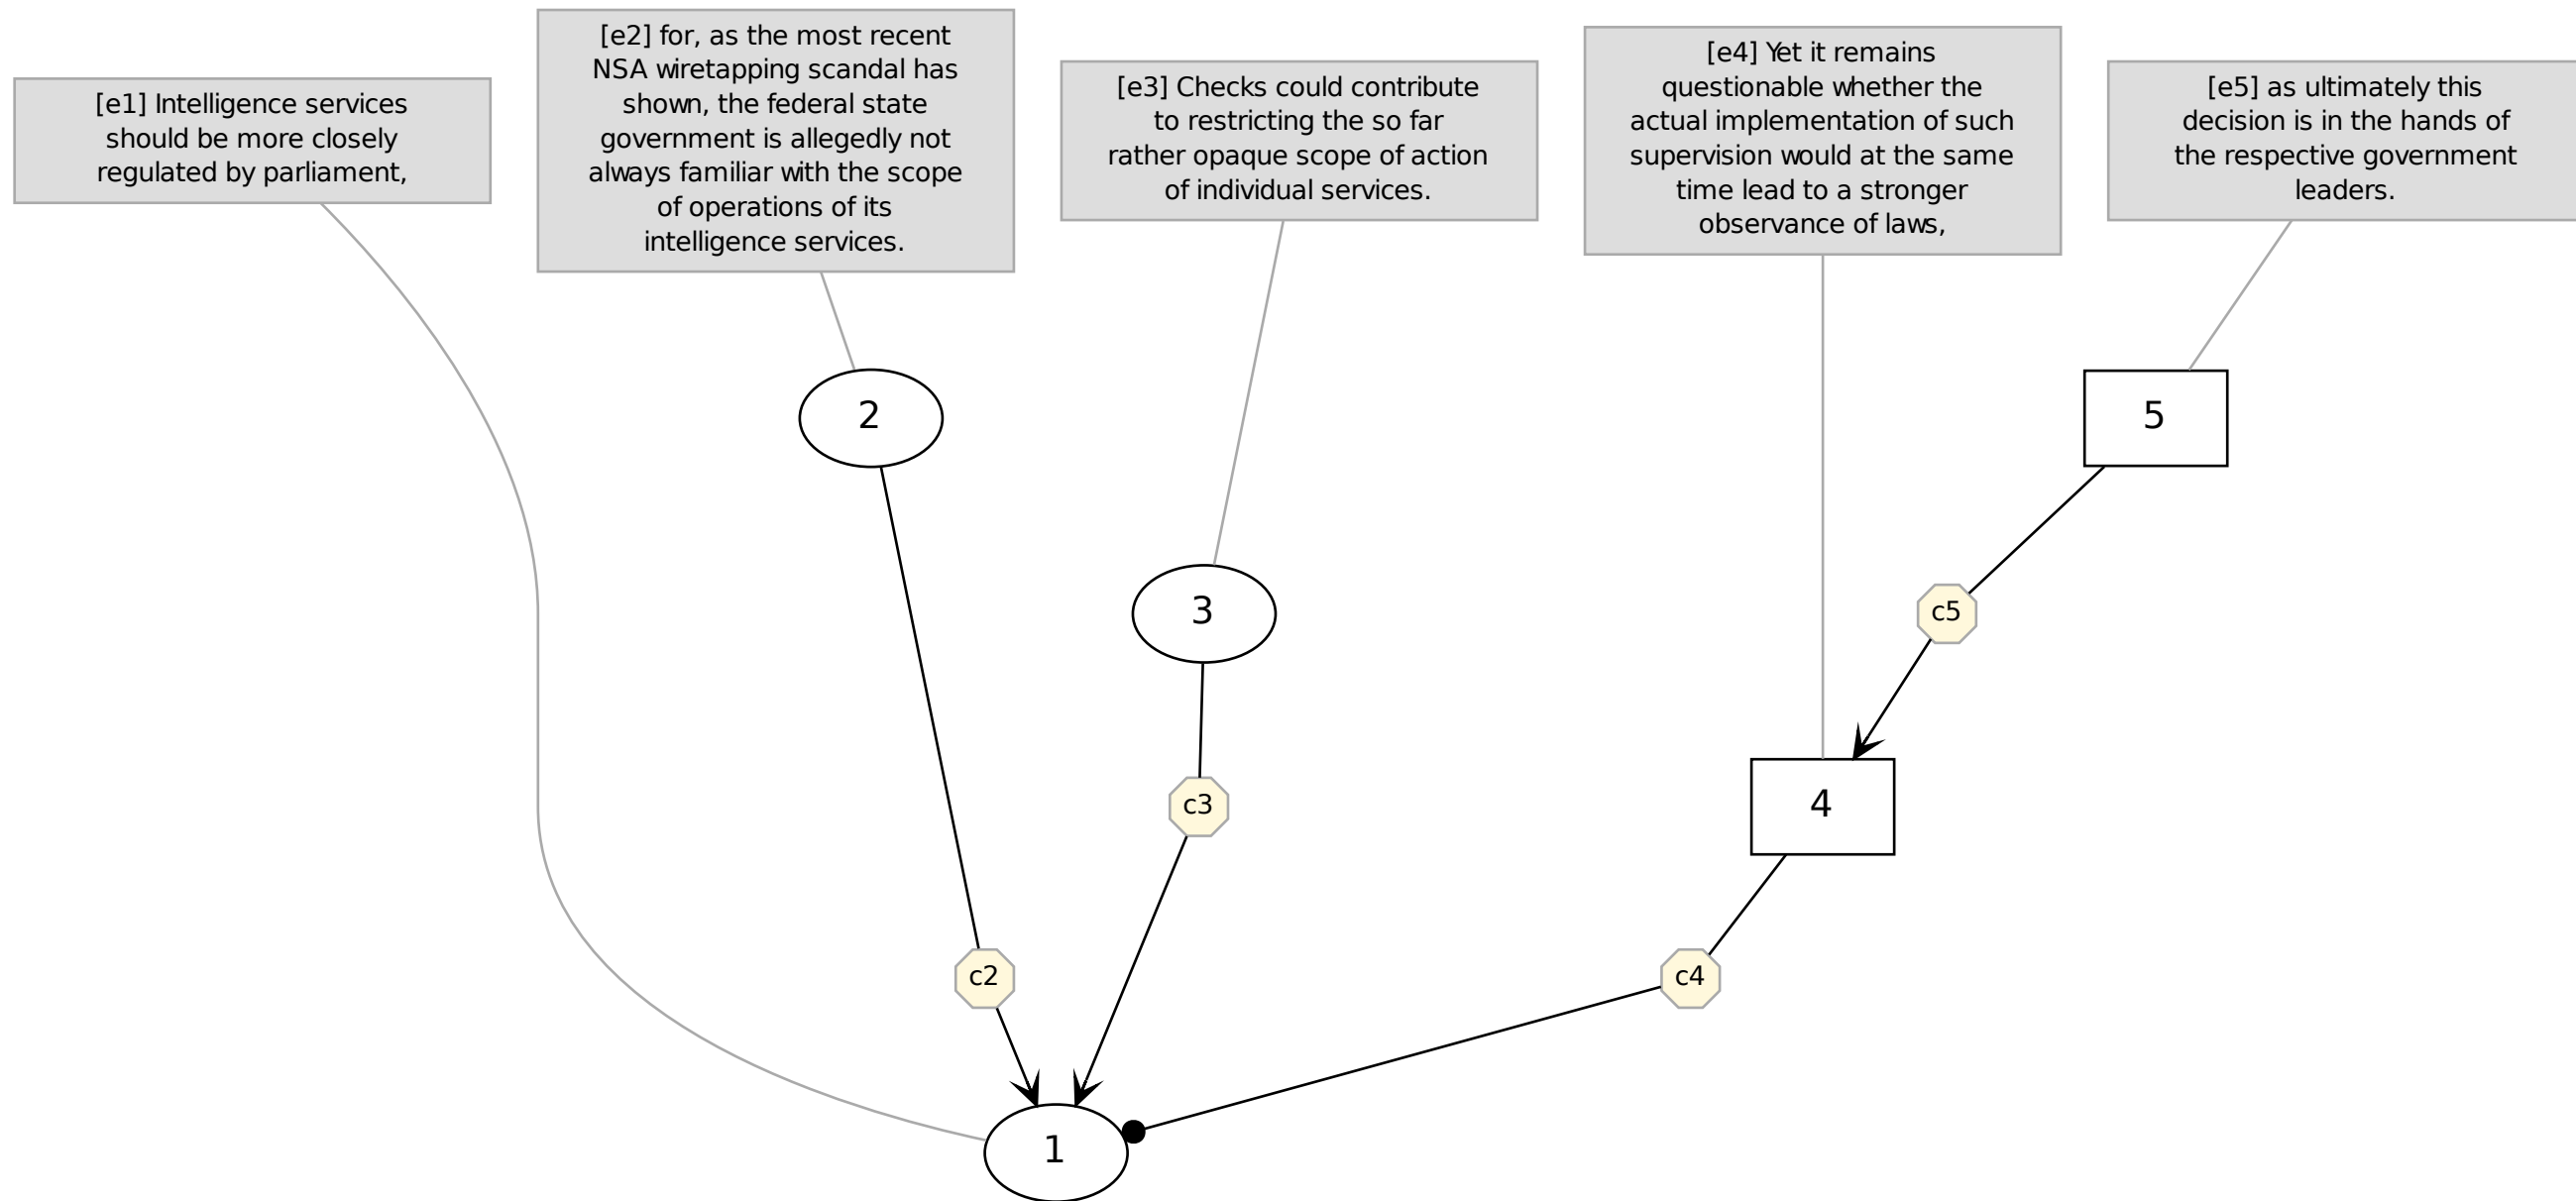 [e1] Intelligence services
should be more closely
regulated by parliament,
[e2] for, as the most recent
NSA wiretapping scandal has
shown, the federal state
government is allegedly not
always familiar with the scope
of operations of its
intelligence services.
[e3] Checks could contribute
to restricting the so far
rather opaque scope of action
of individual services.
[e4] Yet it remains
questionable whether the
actual implementation of such
supervision would at the same
time lead to a stronger
observance of laws,
[e5] as ultimately this
decision is in the hands of
the respective government
leaders.
2
5
3
c5
c3
4
c2
c4
1